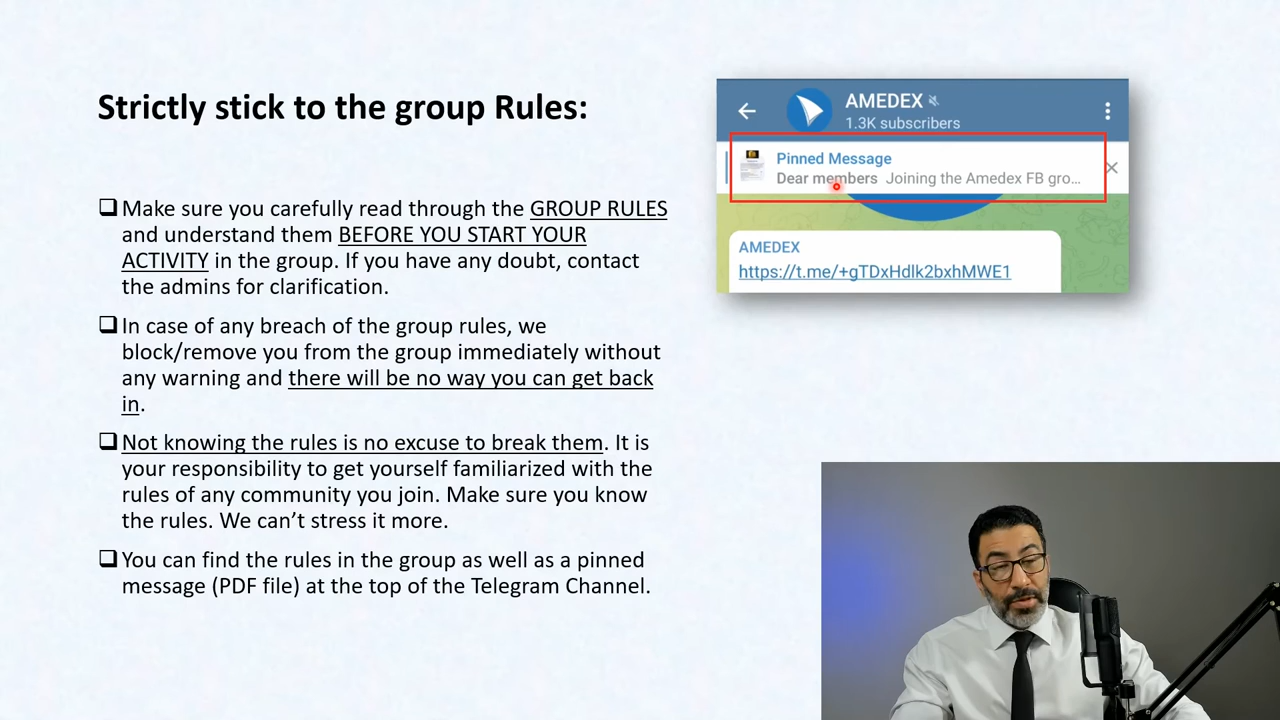 Strictly stick to the group Rules:
Make sure you carefully read through the GROUP RULES
and understand them BEFORE YOU START YOUR
ACTIVITY in the group. If you have any doubt, contact
the admins for clarification.
In case of any breach of the group rules, we
block/remove you from the group immediately without
any warning and there will be no way you can get back
in.
Not knowing the rules is no excuse to break them. It is
your responsibility to get yourself familiarized with the
rules of any community you join. Make sure you know
the rules. We can’t stress it more.
You can find the rules in the group as well as a pinned
message (PDF file) at the top of the Telegram Channel.
AMEDEX
1.3K subscribers
Pinned Message
Dear members Joining the Amedex FB gro...
AMEDEX
https://t.me/+gTDxHdlk2bxhMWE1